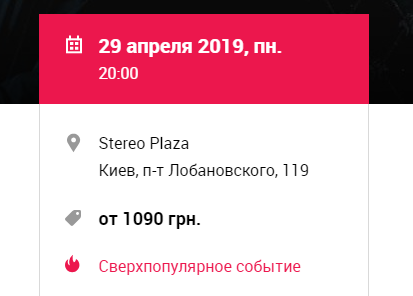 29 апреля 2019, пн.
20:00
Stereo Plaza
Киев, п-т Лобановского, 119
от 1090 грн.
Сверхпопулярное событие